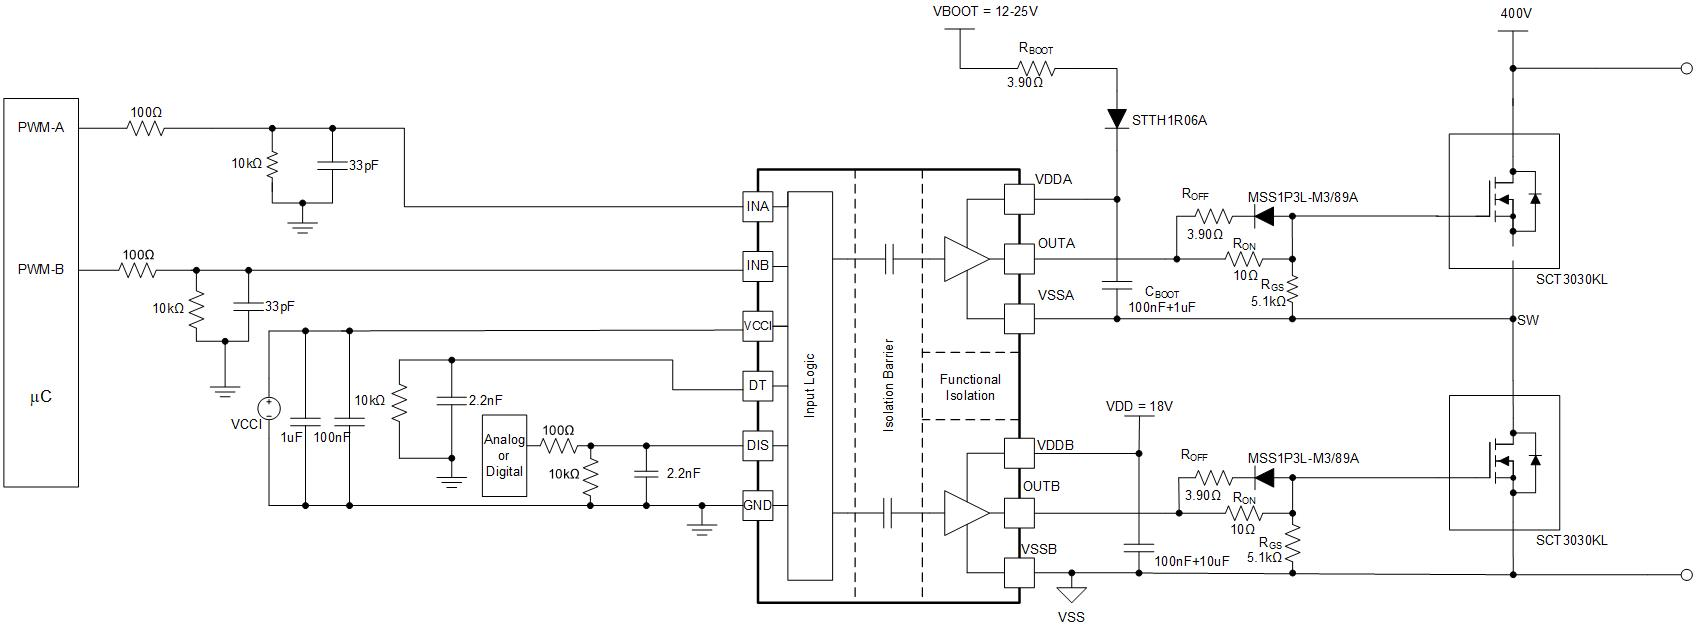 VBOOT = 12-25V
400V
RBOOT
3.90Ω
STTH1R06A
PWM-A
100Ω
10kΩ
33pF
PWM-B
100Ω
10kΩ
33pF
µC
VCCI
1uF
100nF
10kΩ
2.2nF
Analog
or
Digital
100Ω
10kΩ
2.2nF
INA
INB
VCCI
DT
DIS
GND
Input Logic
Isolation Barrier
Functional
Isolation
VDDA
OUTA
VSSA
CBOOT
100nF+1uF
ROFF
3.90Ω
MSS1P3L-M3/89A
RON
10Ω
RGS
5.1kΩ
SCT3030KL
SW
VDD = 18V
VDDB
OUTB
VSSB
100nF+10uF
VSS
ROFF
3.90Ω
MSS1P3L-M3/89A
RON
10Ω
RGS
5.1kΩ
SCT3030KL